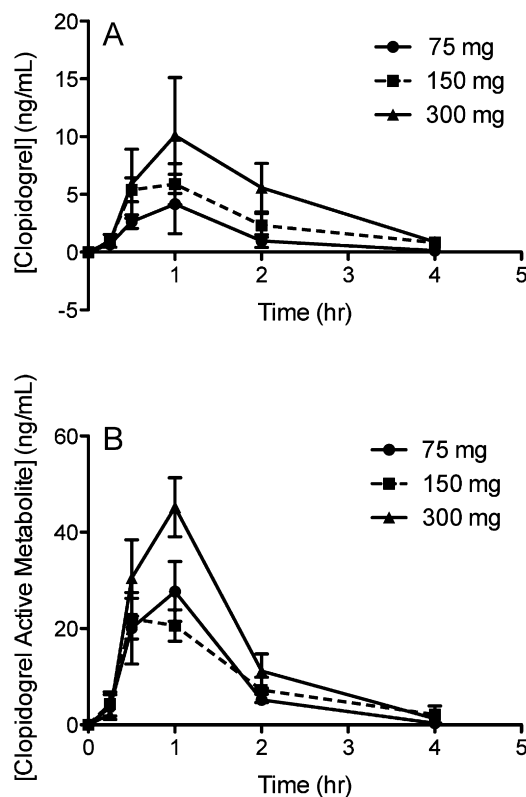 A
20
15
10
5
0
-5
[Clopidogrel] (ng/mL)
75 mg
150 mg
300 mg
1 2 3 4 5
Time (hr)
B
60
40
20
0
[Clopidogrel Active Metabolite] (ng/mL)
75 mg
150 mg
300 mg
0 1 2 3 4 5
Time (hr)